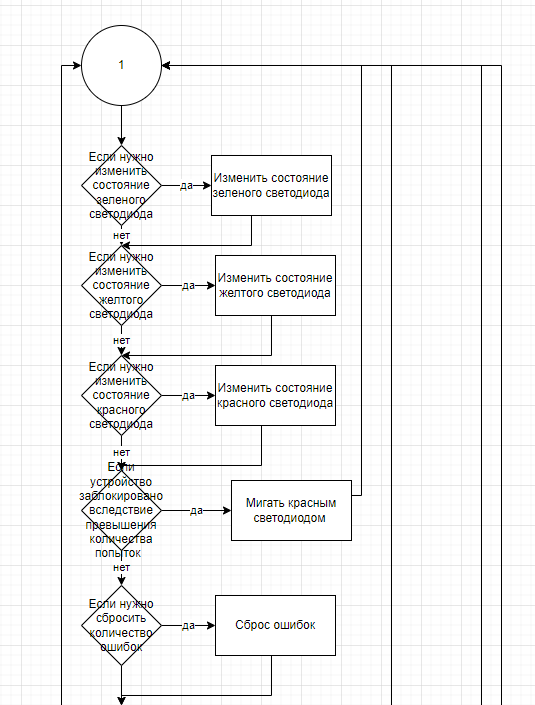 1
Если нужно
изменить
состояние
зеленого
светодиода
да
Изменить состояние
зеленого светодиода
нет
Если нужно
изменить
состояние
желтого
светодиода
да
Изменить состояние
желтого светодиода
нет
Если нужно
изменить
состояние
красного
светодиода
да
Изменить состояние
красного светодиода
нет
Если
устройство
заблокировано
вследствие
превышения
количества
попыток
да
Мигать красным
светодиодом
нет
Если нужно
сбросить
количество
ошибок
да
Сброс ошибок